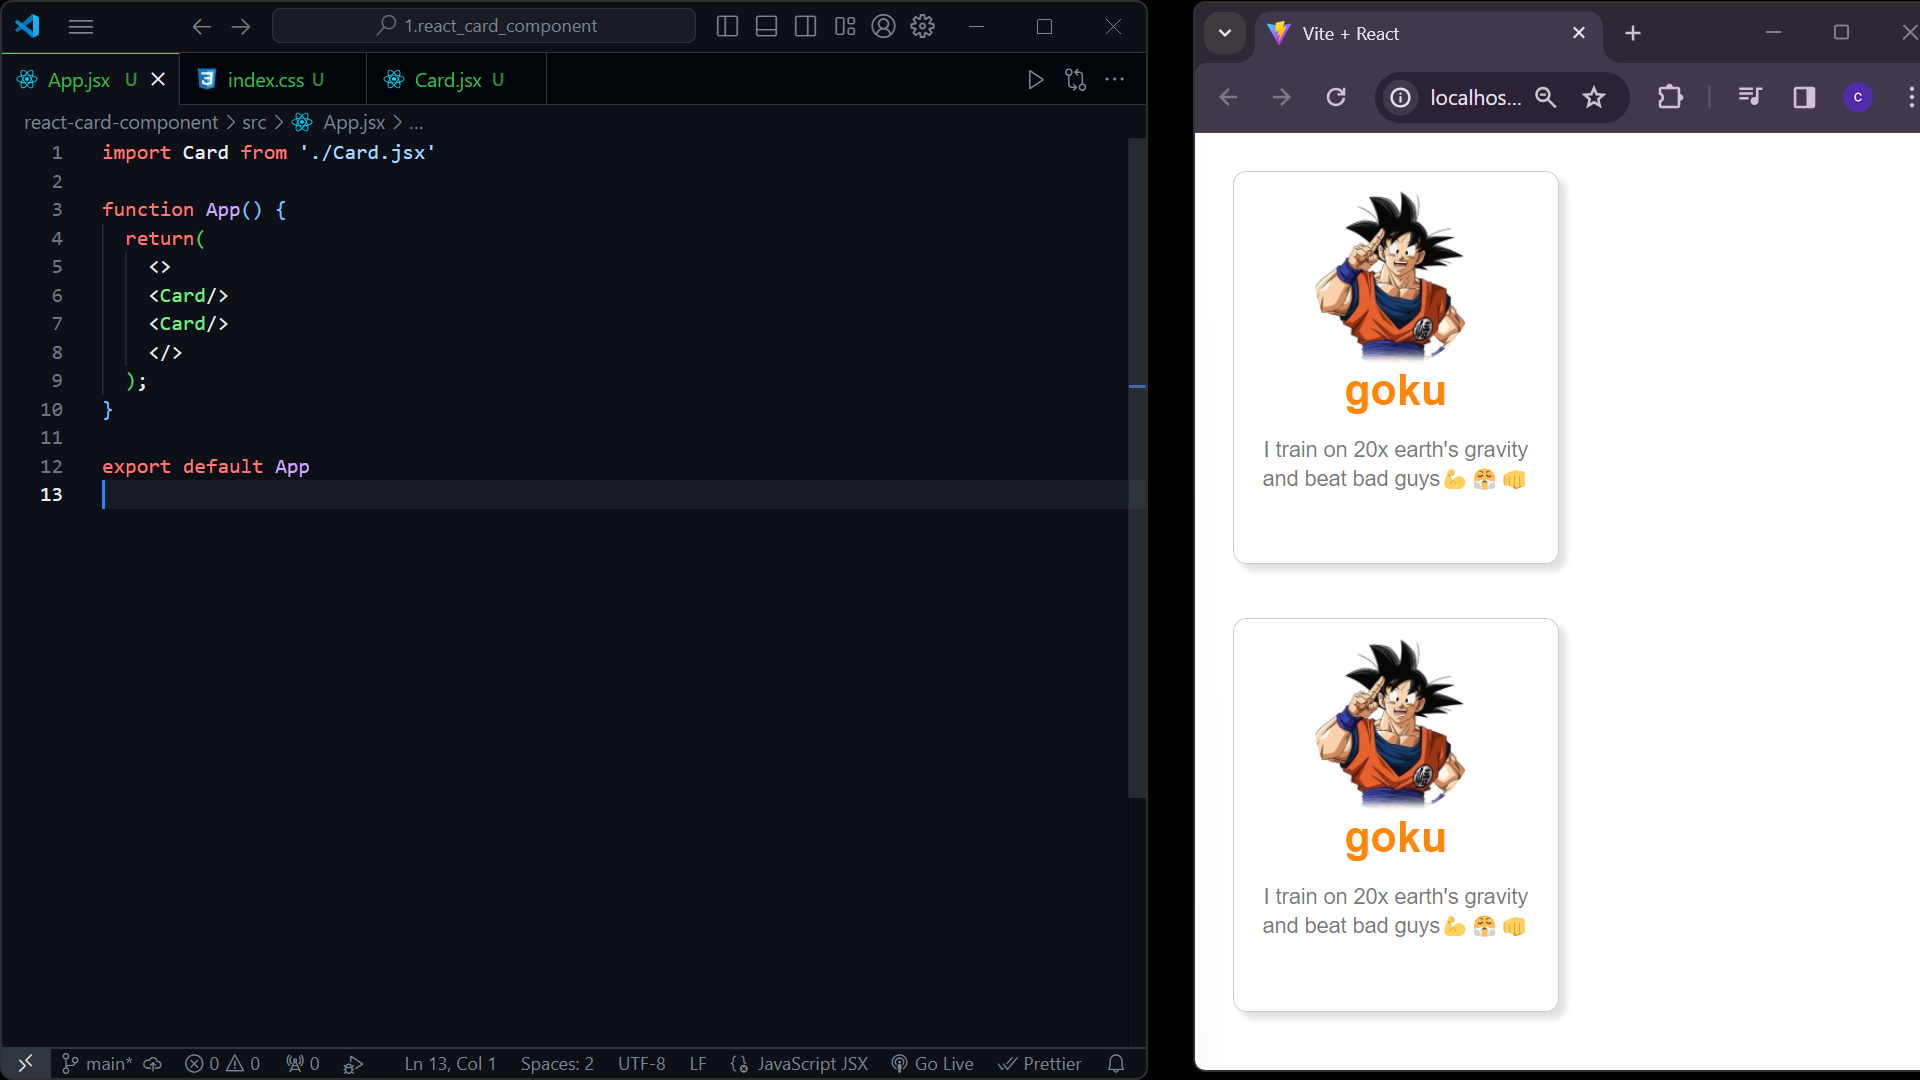 1.react_card_component
App.jsx U
index.css U
Card.jsx U
react-card-component > src > App.jsx > ...
1 import Card from './Card.jsx'
2
3 function App() {
4 return(
5 <>
6 <Card/>
7 <Card/>
8 </>
9 );
10 }
11
12 export default App
13
main* 0 0 0 Ln 13, Col 1 Spaces: 2 UTF-8 LF JavaScript JSX Go Live Prettier
Vite + React
localhos...
c
goku
I train on 20x earth's gravity
and beat bad guys💪 😤 👊
goku
I train on 20x earth's gravity
and beat bad guys💪 😤 👊